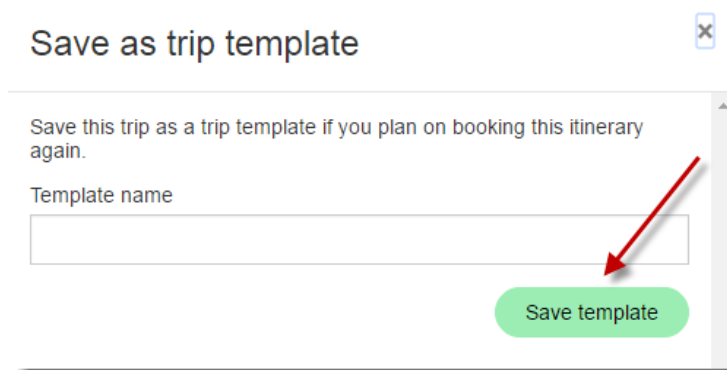 Save as trip template
Save this trip as a trip template if you plan on booking this itinerary
again.
Template name
Save template